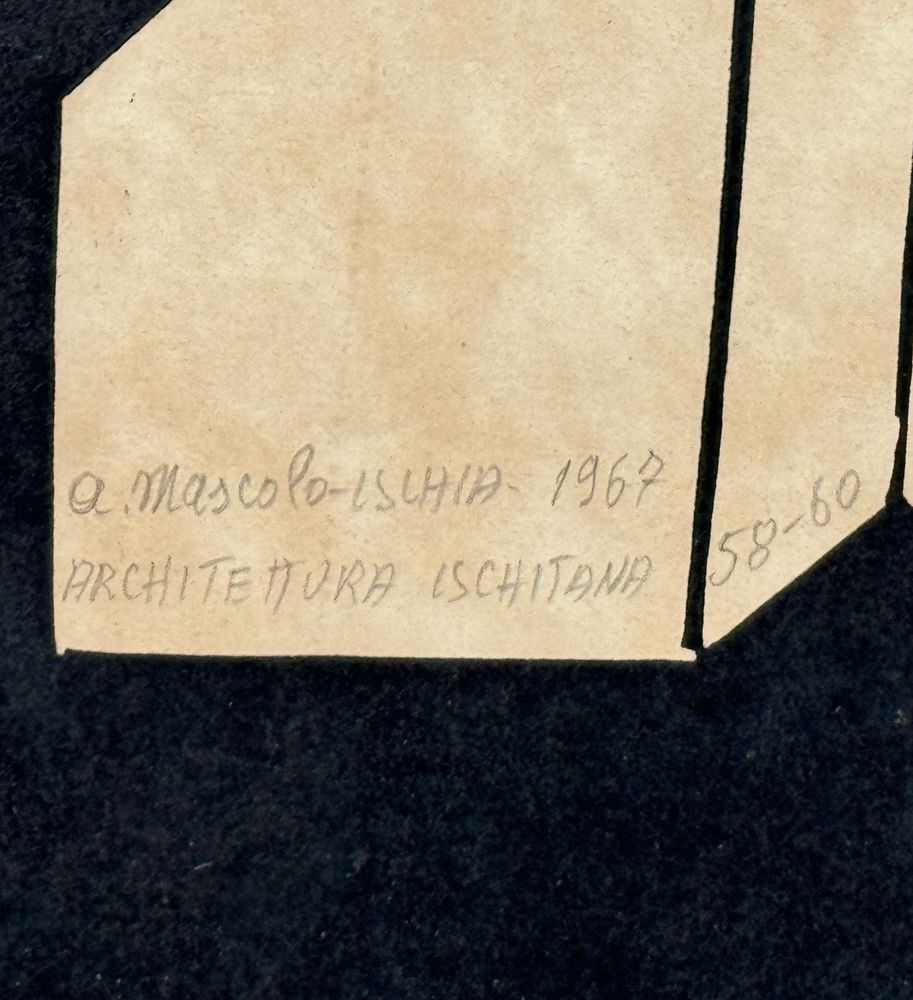 a. Mascolo-ISCHIA- 1967
ARCHITETTURA ISCHITANA
58-60